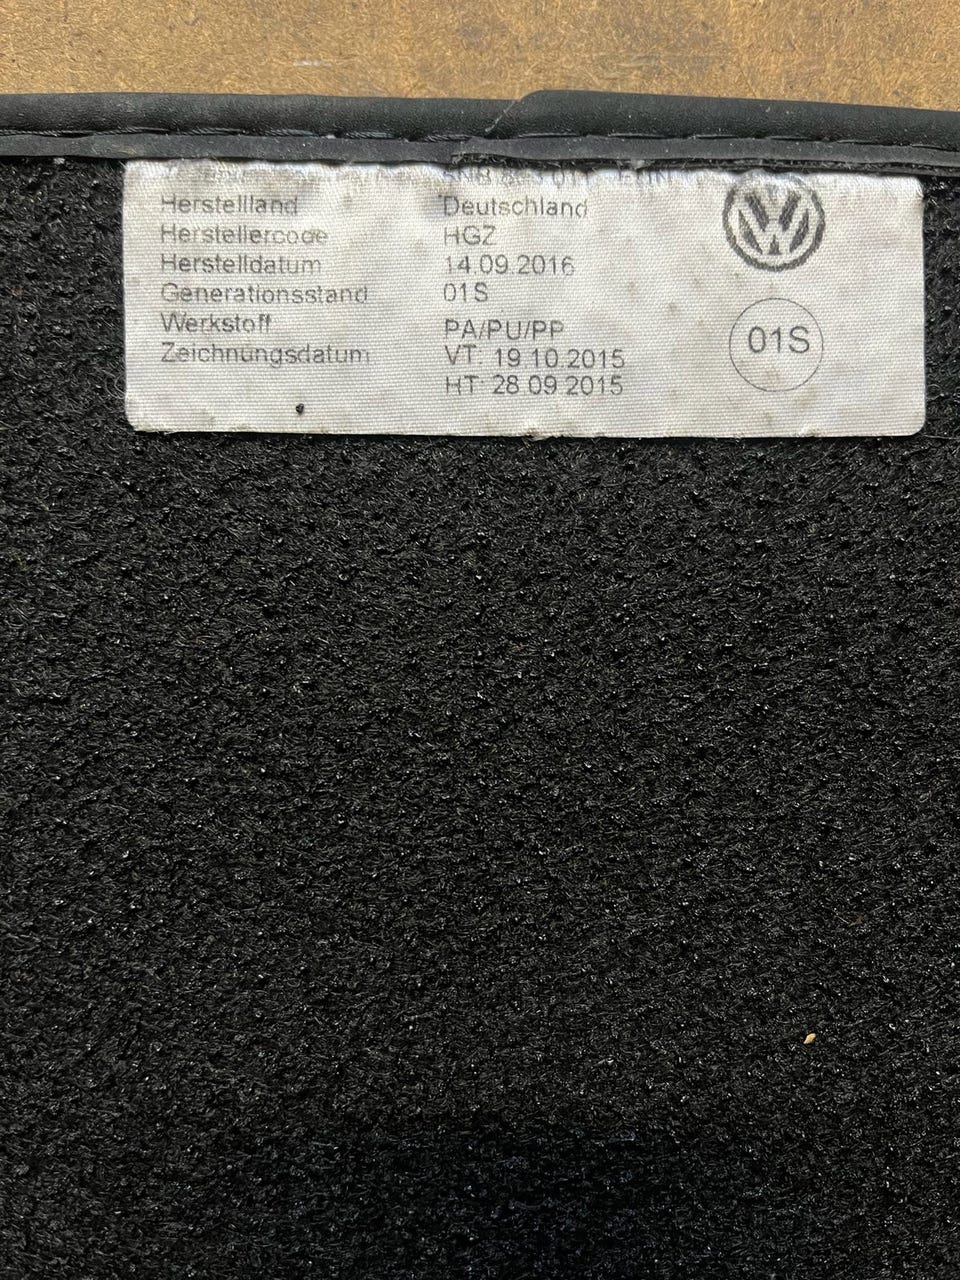 Herstellland Deutschland
Herstellercode HGZ
Herstelldatum 14.09.2016
Generationsstand 01S
Werkstoff PA/PU/PP
Zeichnungsdatum VT: 19.10.2015
HT: 28.09.2015
01S